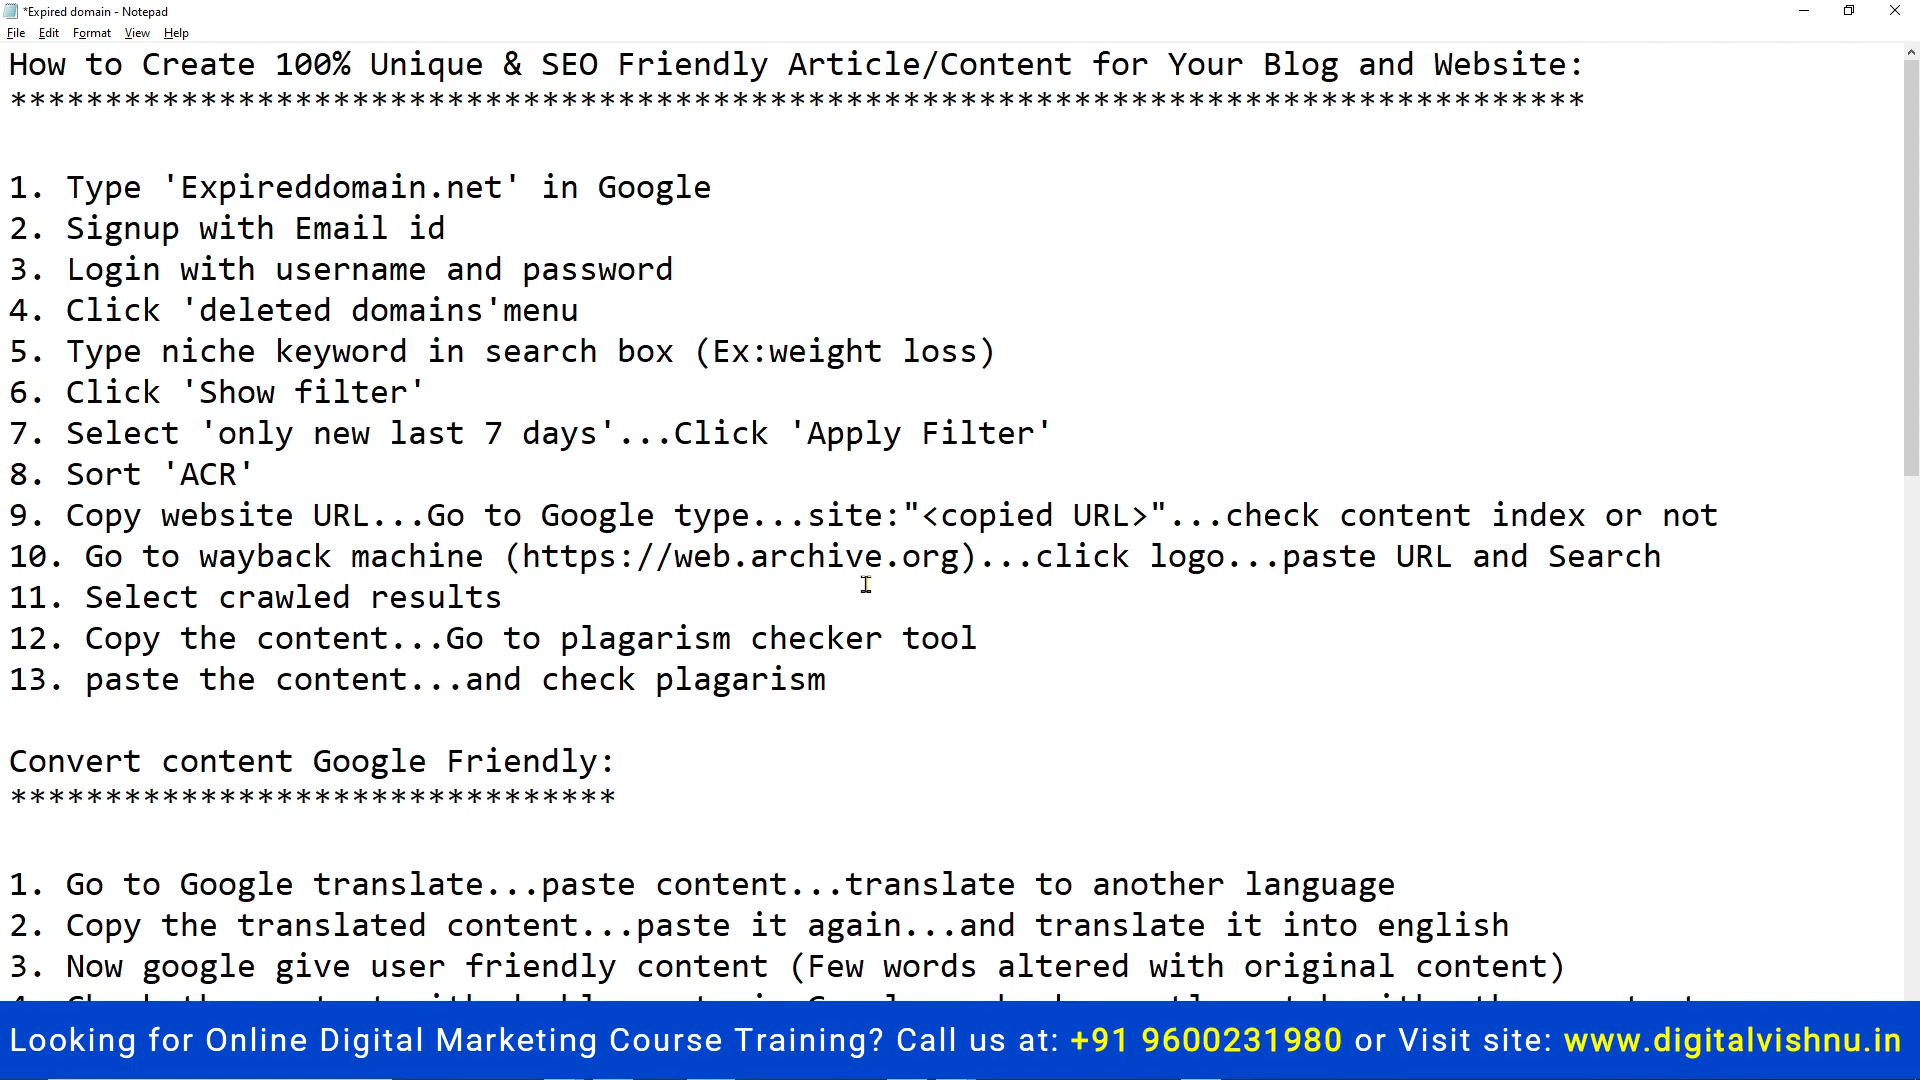 *Expired domain - Notepad
File Edit Format View Help
How to Create 100% Unique & SEO Friendly Article/Content for Your Blog and Website:
***********************************************************************************
1. Type 'Expireddomain.net' in Google
2. Signup with Email id
3. Login with username and password
4. Click 'deleted domains'menu
5. Type niche keyword in search box (Ex:weight loss)
6. Click 'Show filter'
7. Select 'only new last 7 days'...Click 'Apply Filter'
8. Sort 'ACR'
9. Copy website URL...Go to Google type...site:"<copied URL>"...check content index or not
10. Go to wayback machine (https://web.archive.org)...click logo...paste URL and Search
11. Select crawled results
12. Copy the content...Go to plagarism checker tool
13. paste the content...and check plagarism
Convert content Google Friendly:
********************************
1. Go to Google translate...paste content...translate to another language
2. Copy the translated content...paste it again...and translate it into english
3. Now google give user friendly content (Few words altered with original content)
Looking for Online Digital Marketing Course Training? Call us at: +91 9600231980 or Visit site: www.digitalvishnu.in